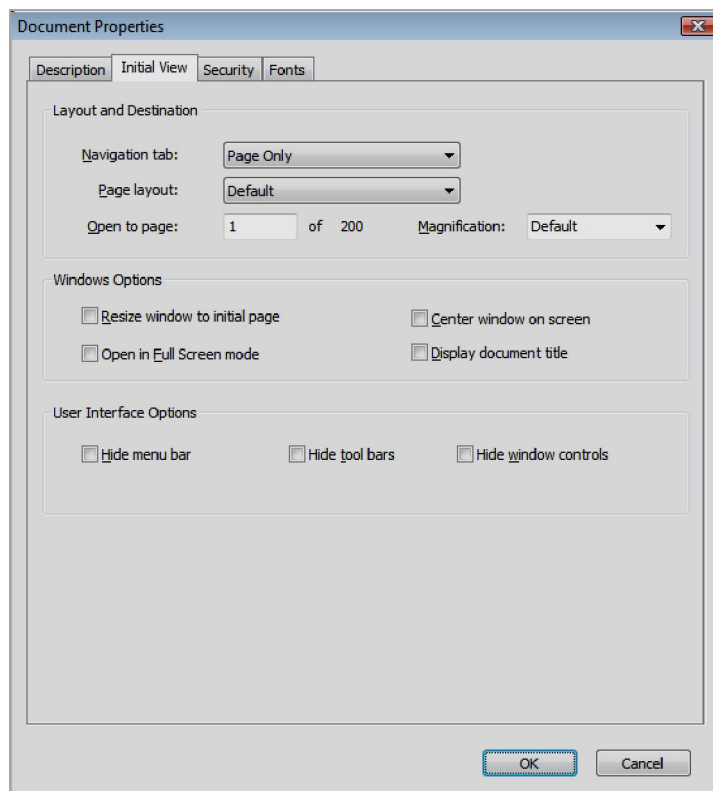 Document Properties
Description Initial View Security Fonts
Layout and Destination
Navigation tab: Page Only
Page layout: Default
Open to page: 1 of 200 Magnification: Default
Windows Options
Resize window to initial page Center window on screen
Open in Full Screen mode Display document title
User Interface Options
Hide menu bar Hide tool bars Hide window controls
OK Cancel